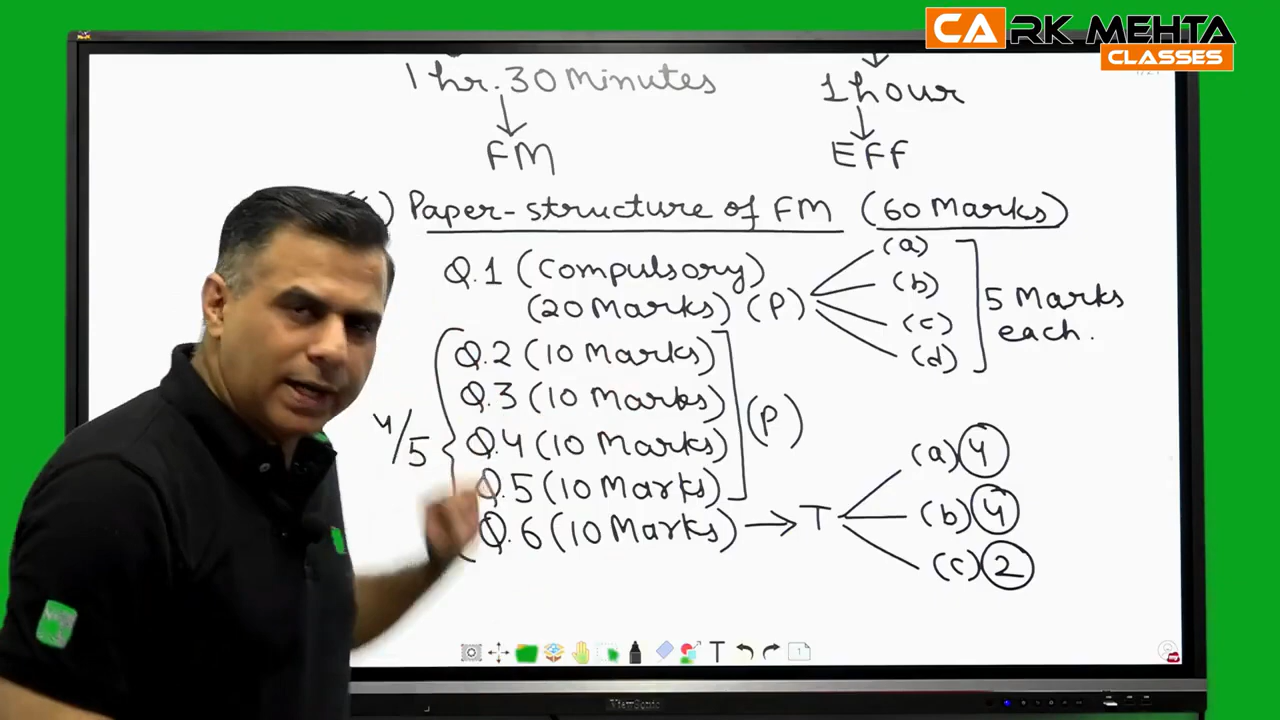 CA RK MEHTA
CLASSES
1 hr. 30 Minutes
1 hour
FM
EFF
) Paper-structure of FM (60 Marks)
Q.1 (Compulsory)
(20 Marks) (P)
(a)
(b)
(c)
(d)
5 Marks
each.
4/5
Q.2 (10 Marks)
Q.3 (10 Marks)
Q.4 (10 Marks)
Q.5 (10 Marks)
(P)
Q.6 (10 Marks) → T
(a) 4
(b) 4
(c) 2
T
1
ViewSonic